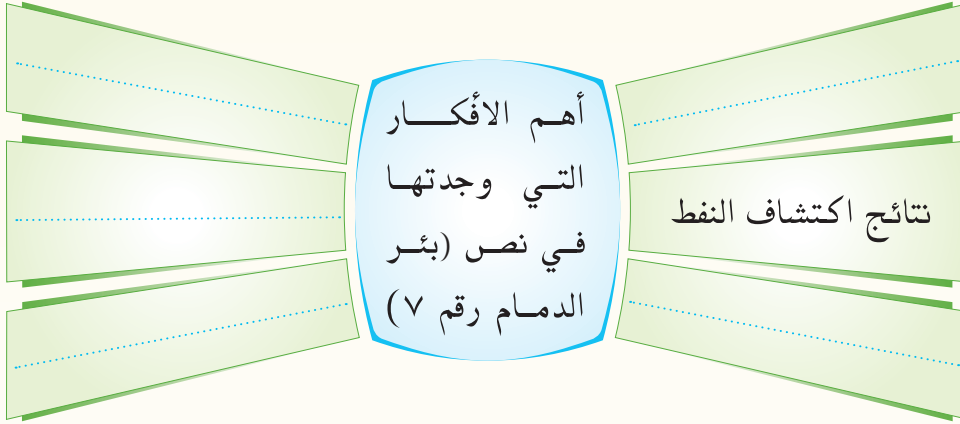 نتائج اكتشاف النفط
أهم الأفكار
التي وجدتها
في نص (بئر
الدمام رقم ٧)